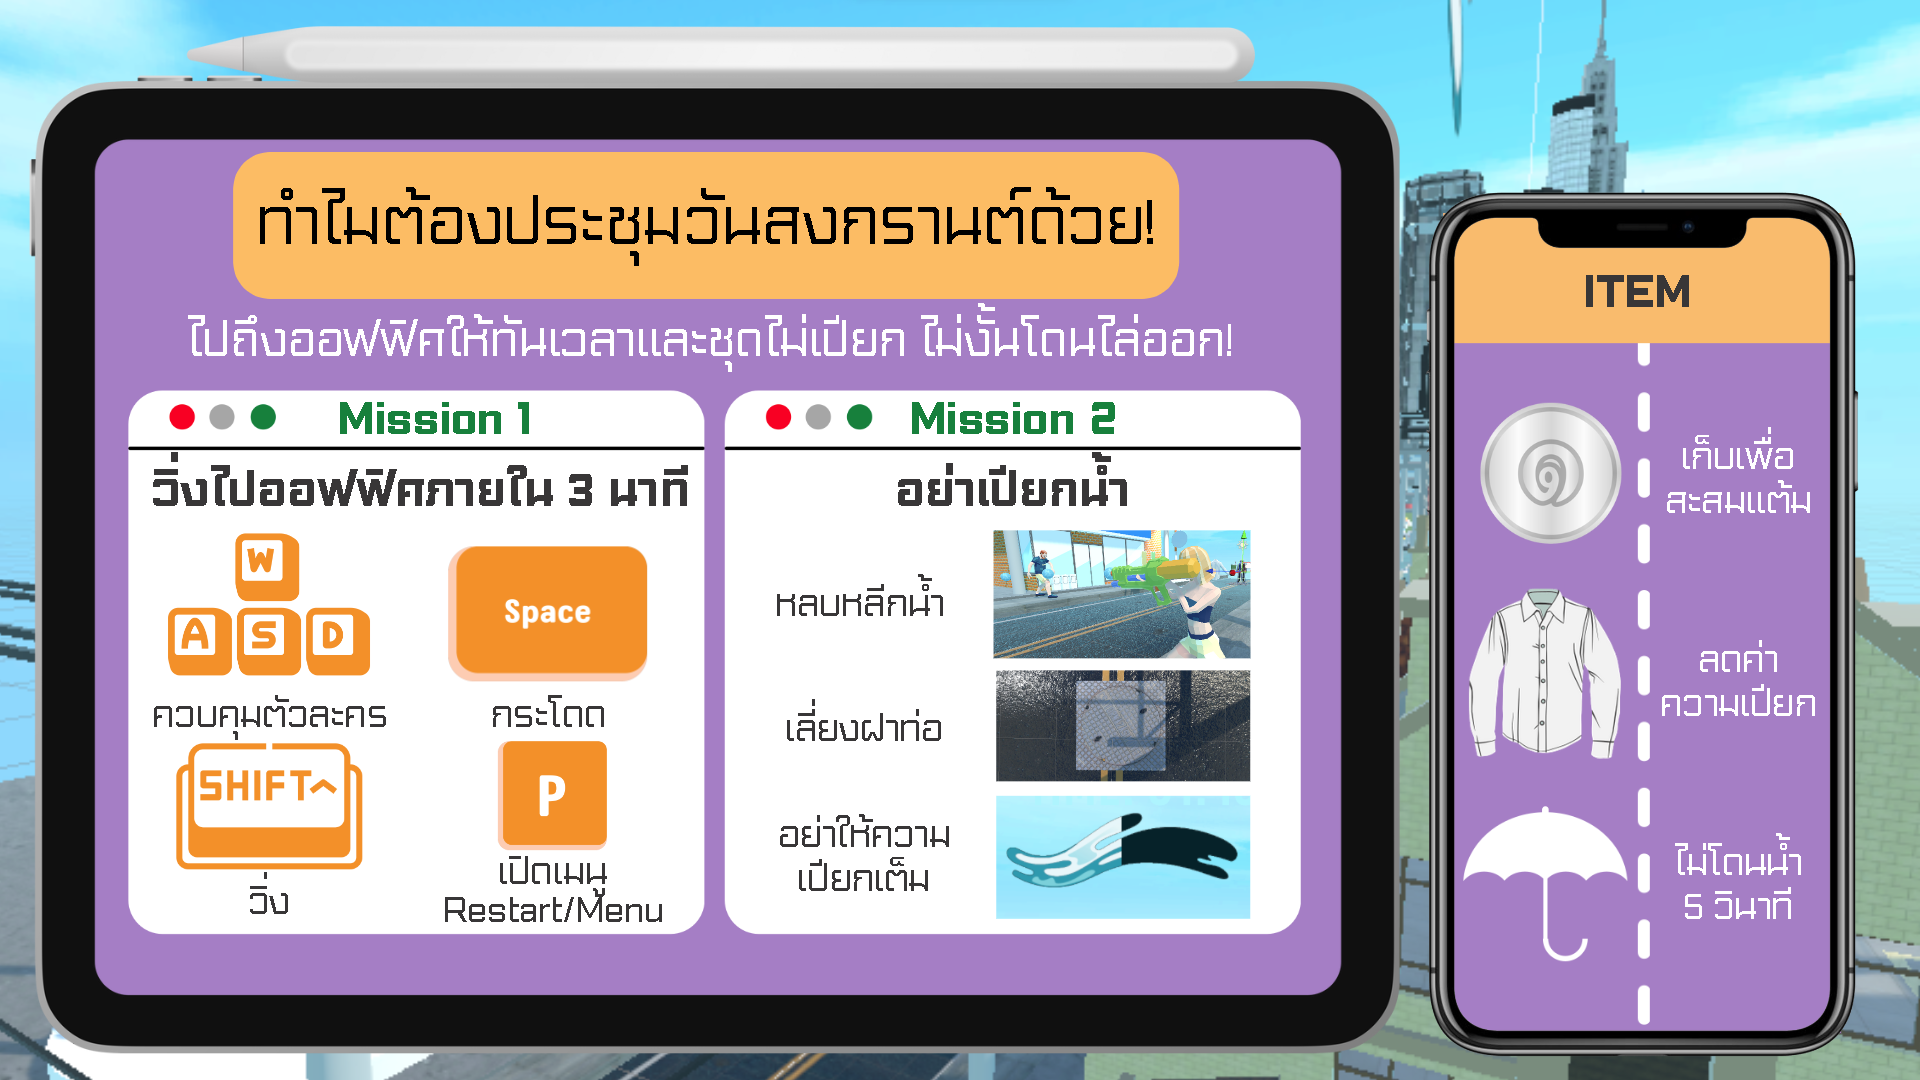 ทำไมต้องประชุมวันสงกรานต์ด้วย!
ไปถึงออฟฟิศให้ทันเวลาและชุดไม่เปียก ไม่งั้นโดนไล่ออก!
Mission 1
วิ่งไปออฟฟิศภายใน 3 นาที
W
A S D
ควบคุมตัวละคร
Space
กระโดด
SHIFT^
วิ่ง
P
เปิดเมนู
Restart/Menu
Mission 2
อย่าเปียกน้ำ
หลบหลีกน้ำ
เลี่ยงฝาท่อ
อย่าให้ความ
เปียกเต็ม
ITEM
๑
เก็บเพื่อ
สะสมแต้ม
ลดค่า
ความเปียก
ไม่โดนน้ำ
5 วินาที